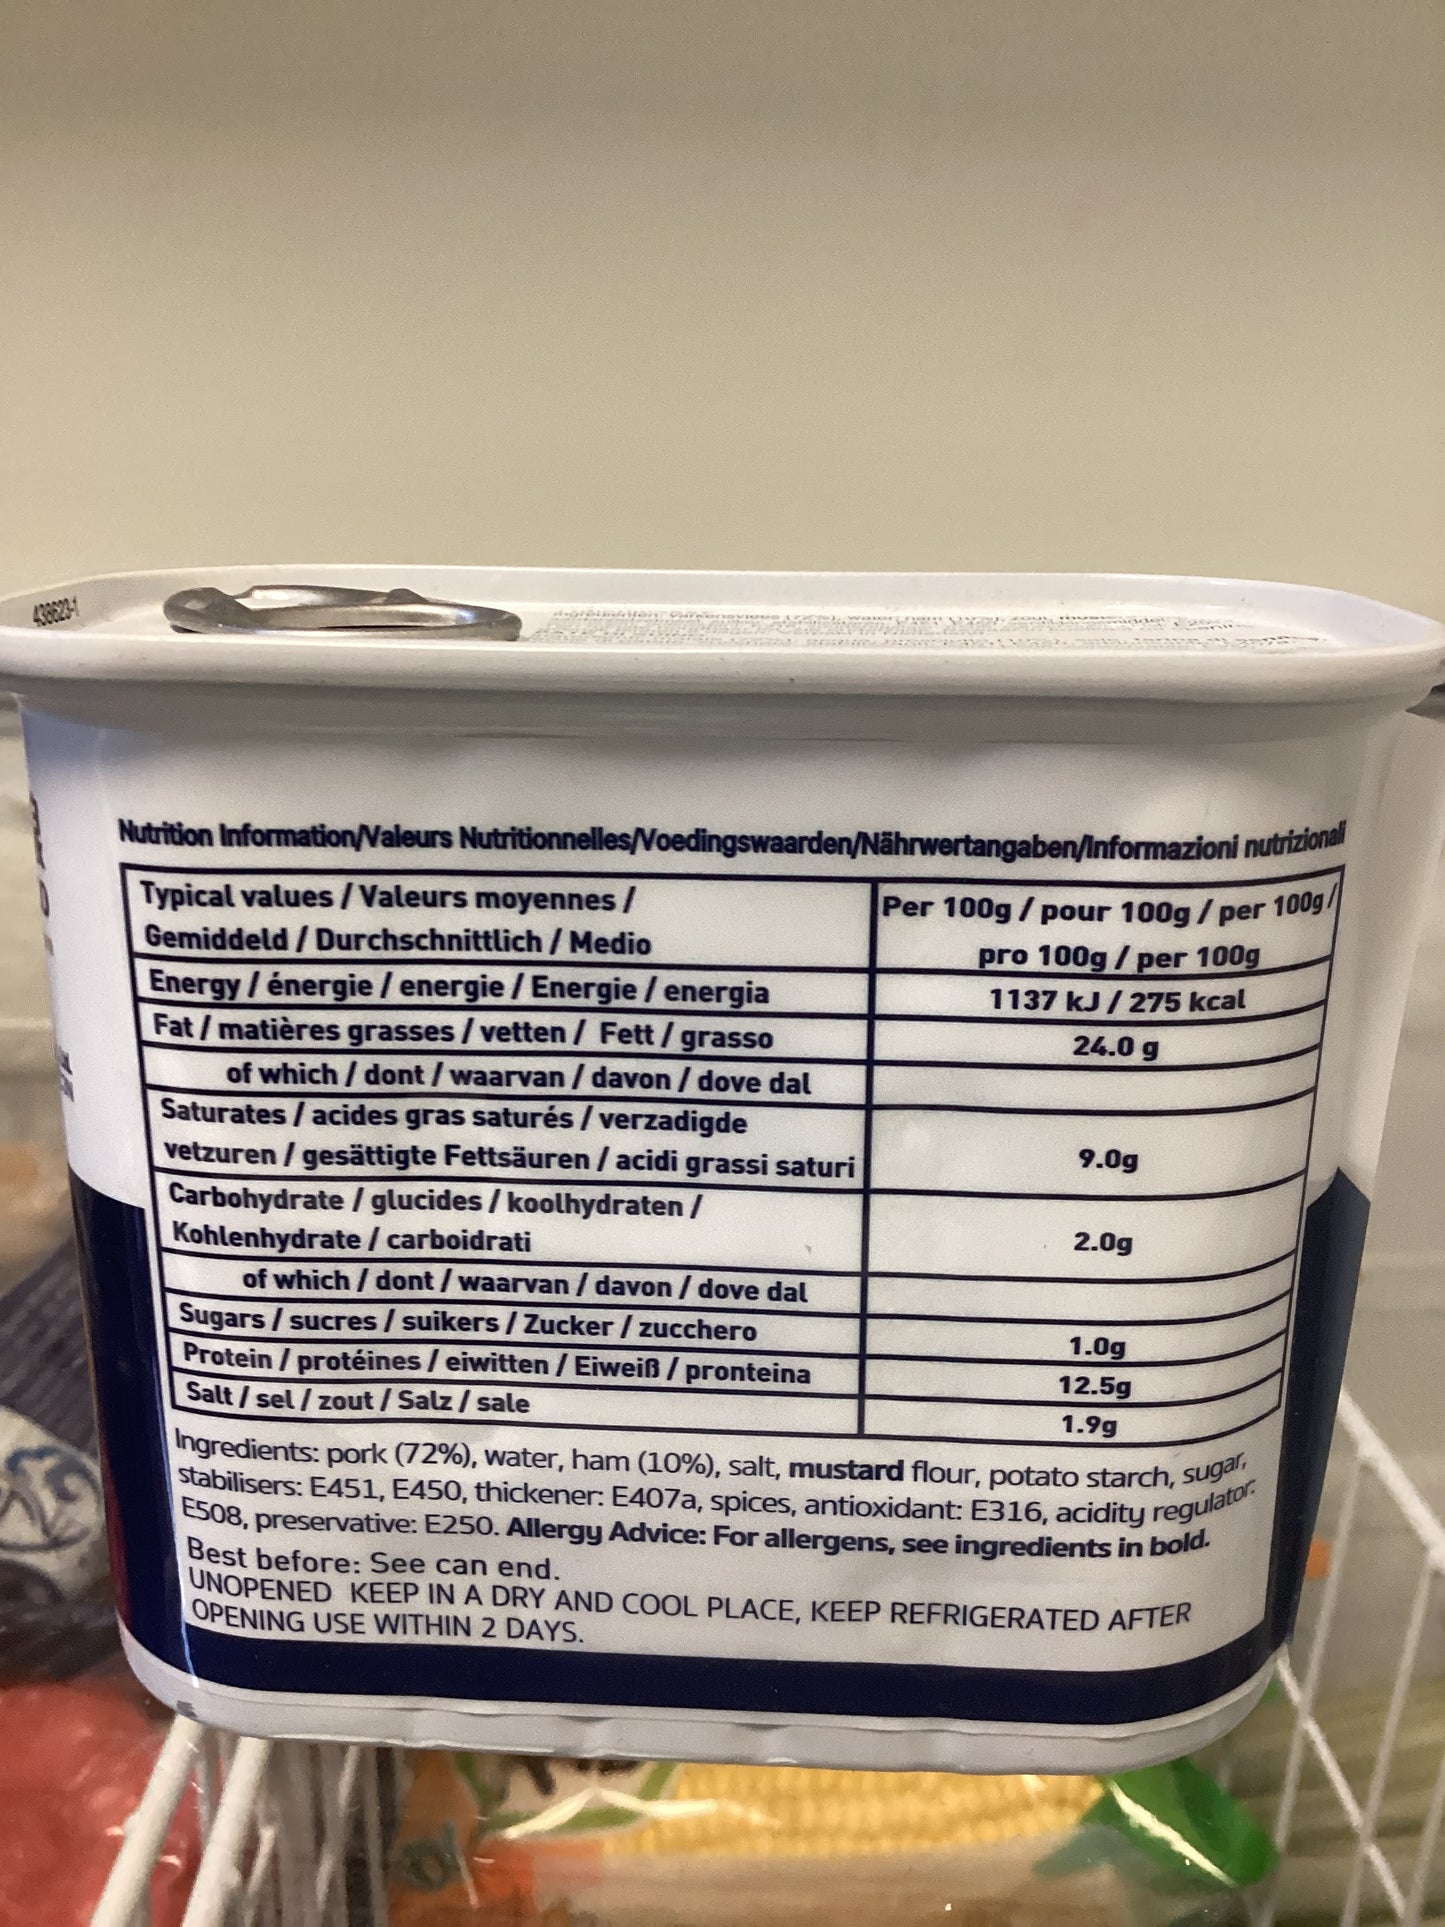 438623-1
Nutrition Information/Valeurs Nutritionnelles/Voedingswaarden/Nährwertangaben/Informazioni nutrizionali
Typical values / Valeurs moyennes /
Gemiddeld / Durchschnittlich / Medio
Per 100g / pour 100g / per 100g /
pro 100g / per 100g
Energy / énergie / energie / Energie / energia
1137 kJ / 275 kcal
Fat / matières grasses / vetten / Fett / grasso
24.0 g
of which / dont / waarvan / davon / dove dal
Saturates / acides gras saturés / verzadigde
vetzuren / gesättigte Fettsäuren / acidi grassi saturi
9.0g
Carbohydrate / glucides / koolhydraten /
Kohlenhydrate / carboidrati
2.0g
of which / dont / waarvan / davon / dove dal
Sugars / sucres / suikers / Zucker / zucchero
1.0g
Protein / protéines / eiwitten / Eiweiß / pronteina
12.5g
Salt / sel / zout / Salz / sale
1.9g
Ingredients: pork (72%), water, ham (10%), salt, mustard flour, potato starch, sugar,
stabilisers: E451, E450, thickener: E407a, spices, antioxidant: E316, acidity regulator:
E508, preservative: E250. Allergy Advice: For allergens, see ingredients in bold.
Best before: See can end.
UNOPENED KEEP IN A DRY AND COOL PLACE, KEEP REFRIGERATED AFTER
OPENING USE WITHIN 2 DAYS.